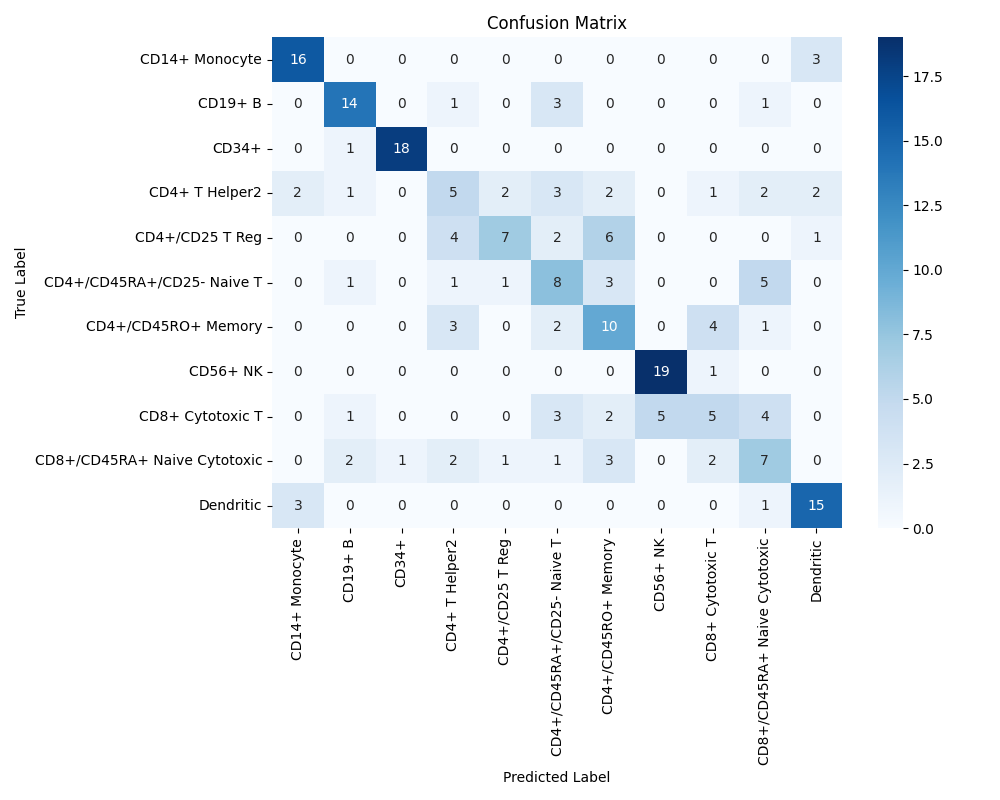 Confusion Matrix
True Label
CD14+ Monocyte 16 0 0 0 0 0 0 0 0 0 3
CD19+ B 0 14 0 1 0 3 0 0 0 1 0
CD34+ 0 1 18 0 0 0 0 0 0 0 0
CD4+ T Helper2 2 1 0 5 2 3 2 0 1 2 2
CD4+/CD25 T Reg 0 0 0 4 7 2 6 0 0 0 1
CD4+/CD45RA+/CD25- Naive T 0 1 0 1 1 8 3 0 0 5 0
CD4+/CD45RO+ Memory 0 0 0 3 0 2 10 0 4 1 0
CD56+ NK 0 0 0 0 0 0 0 19 1 0 0
CD8+ Cytotoxic T 0 1 0 0 0 3 2 5 5 4 0
CD8+/CD45RA+ Naive Cytotoxic 0 2 1 2 1 1 3 0 2 7 0
Dendritic 3 0 0 0 0 0 0 0 0 1 15
CD14+ Monocyte
CD19+ B
CD34+
CD4+ T Helper2
CD4+/CD25 T Reg
CD4+/CD45RA+/CD25- Naive T
CD4+/CD45RO+ Memory
CD56+ NK
CD8+ Cytotoxic T
CD8+/CD45RA+ Naive Cytotoxic
Dendritic
Predicted Label
17.5
15.0
12.5
10.0
7.5
5.0
2.5
0.0